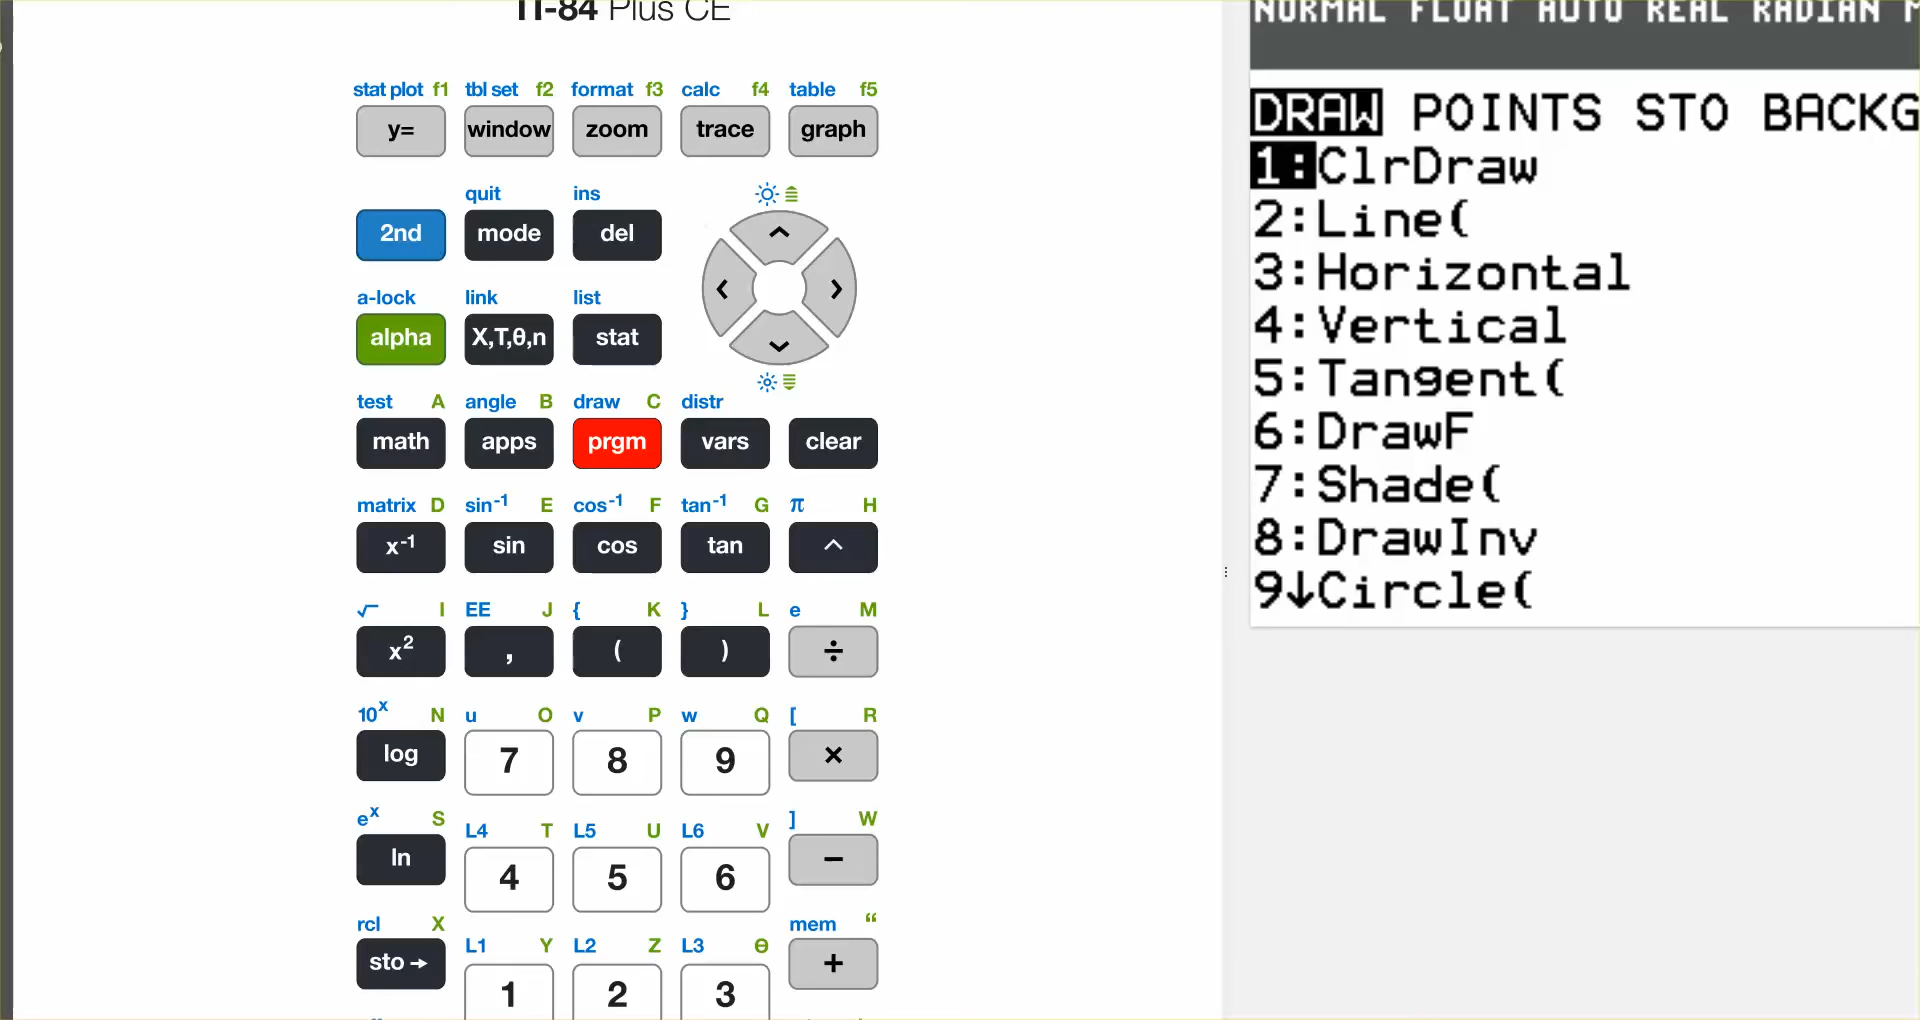 TI-84 Plus CE
stat plot f1 tbl set f2 format f3 calc f4 table f5
y= window zoom trace graph
quit ins
2nd mode del
a-lock link list
alpha X,T,θ,n stat
test A angle B draw C distr
math apps prgm vars clear
matrix D sin⁻¹ E cos⁻¹ F tan⁻¹ G π H
x⁻¹ sin cos tan ^
√ I EE J { K } L e M
x² , ( ) ÷
10ˣ N u O v P w Q [ R
log 7 8 9 ×
eˣ S L4 T L5 U L6 V ] W
ln 4 5 6 −
rcl X L1 Y L2 Z L3 θ mem “
sto → 1 2 3 +
NORMAL FLOAT AUTO REAL RADIAN M
DRAW POINTS STO BACKG
1:ClrDraw
2:Line(
3:Horizontal
4:Vertical
5:Tangent(
6:DrawF
7:Shade(
8:DrawInv
9↓Circle(